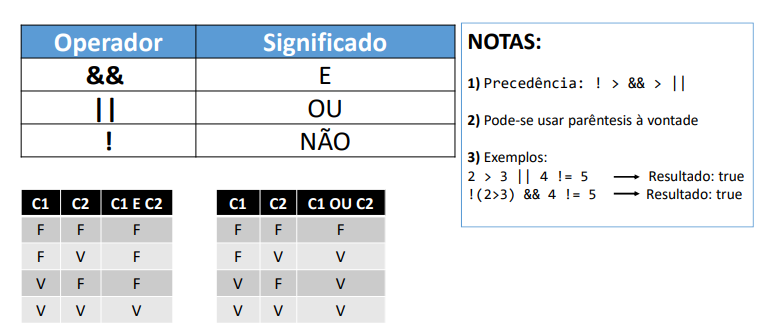 Operador Significado
&& E
|| OU
! NÃO
NOTAS:
1) Precedência: ! > && > ||
2) Pode-se usar parêntesis à vontade
3) Exemplos:
2 > 3 || 4 != 5 → Resultado: true
!(2>3) && 4 != 5 → Resultado: true
C1 C2 C1 E C2
F F F
F V F
V F F
V V V
C1 C2 C1 OU C2
F F F
F V V
V F V
V V V